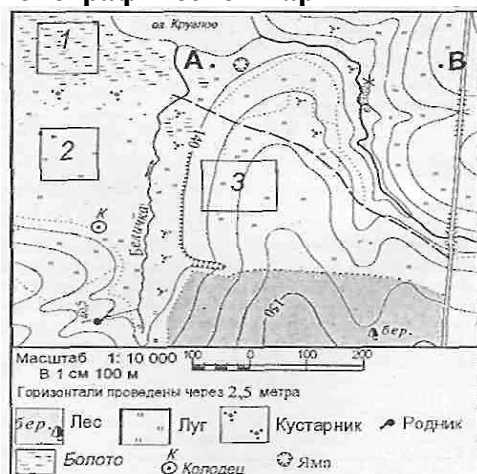 оз. Круглое
1
А
В
140
2
3
К
Беличка
150
бер.
Масштаб 1: 10 000
В 1 см 100 м
100 0 100 200
Горизонтали проведены через 2,5 метра
бер. Лес Луг Кустарник Родник
Болото К Колодец Яма